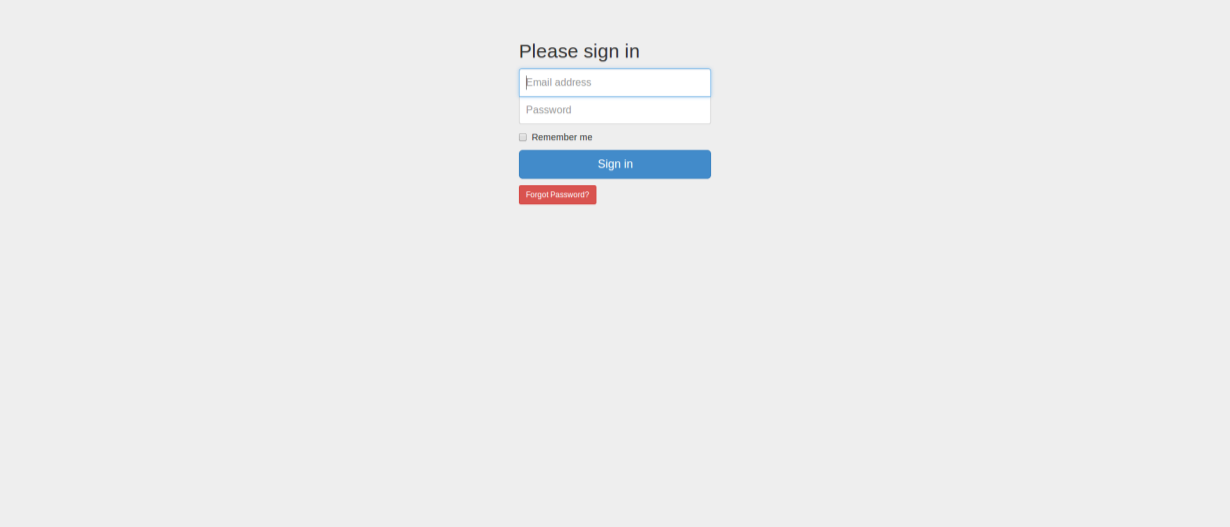 Please sign in
Email address
Password
Remember me
Sign in
Forgot Password?